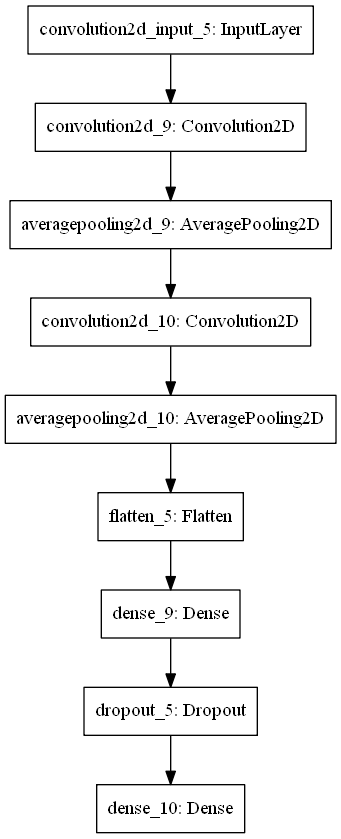 convolution2d_input_5: InputLayer
convolution2d_9: Convolution2D
averagepooling2d_9: AveragePooling2D
convolution2d_10: Convolution2D
averagepooling2d_10: AveragePooling2D
flatten_5: Flatten
dense_9: Dense
dropout_5: Dropout
dense_10: Dense